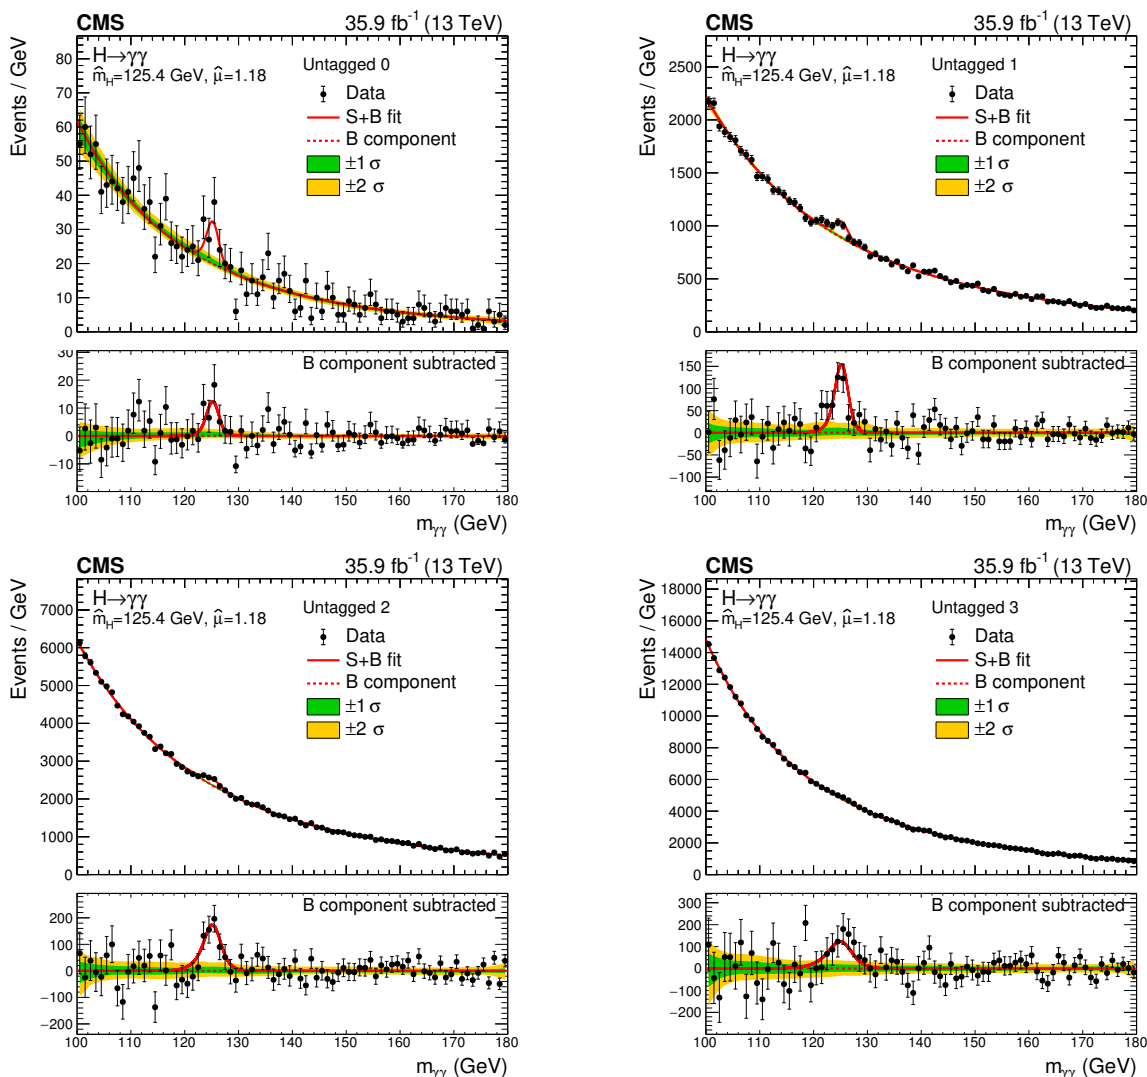 CMS 35.9 fb⁻¹ (13 TeV)
Events / GeV
H→γγ
m̂_H=125.4 GeV, μ̂=1.18
Untagged 0
Data
S+B fit
B component
±1 σ
±2 σ
80
70
60
50
40
30
20
10
0
B component subtracted
30
20
10
0
−10
100 110 120 130 140 150 160 170 180
m_γγ (GeV)
CMS 35.9 fb⁻¹ (13 TeV)
Events / GeV
H→γγ
m̂_H=125.4 GeV, μ̂=1.18
Untagged 1
Data
S+B fit
B component
±1 σ
±2 σ
2500
2000
1500
1000
500
0
B component subtracted
150
100
50
0
−50
−100
100 110 120 130 140 150 160 170 180
m_γγ (GeV)
CMS 35.9 fb⁻¹ (13 TeV)
Events / GeV
H→γγ
m̂_H=125.4 GeV, μ̂=1.18
Untagged 2
Data
S+B fit
B component
±1 σ
±2 σ
7000
6000
5000
4000
3000
2000
1000
0
B component subtracted
200
100
0
−100
−200
100 110 120 130 140 150 160 170 180
m_γγ (GeV)
CMS 35.9 fb⁻¹ (13 TeV)
Events / GeV
H→γγ
m̂_H=125.4 GeV, μ̂=1.18
Untagged 3
Data
S+B fit
B component
±1 σ
±2 σ
18000
16000
14000
12000
10000
8000
6000
4000
2000
0
B component subtracted
300
200
100
0
−100
−200
−300
100 110 120 130 140 150 160 170 180
m_γγ (GeV)